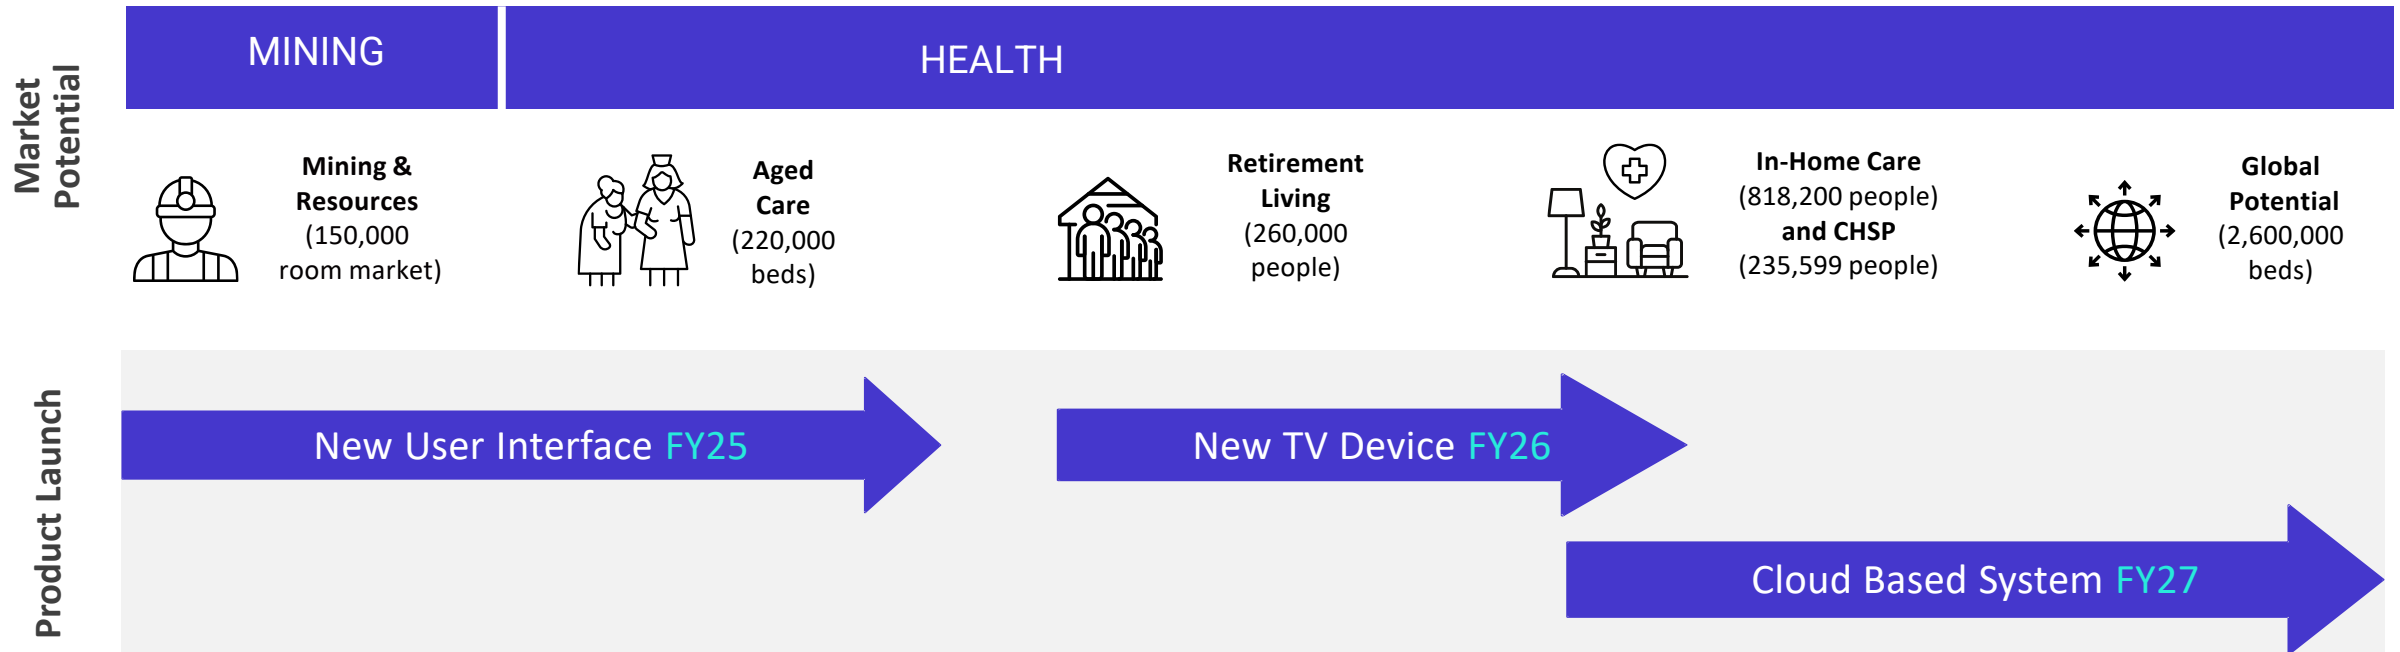 Market
Potential
MINING
HEALTH
Mining &
Resources
(150,000
room market)
Aged
Care
(220,000
beds)
Retirement
Living
(260,000
people)
In-Home Care
(818,200 people)
and CHSP
(235,599 people)
Global
Potential
(2,600,000
beds)
Product Launch
New User Interface FY25
New TV Device FY26
Cloud Based System FY27